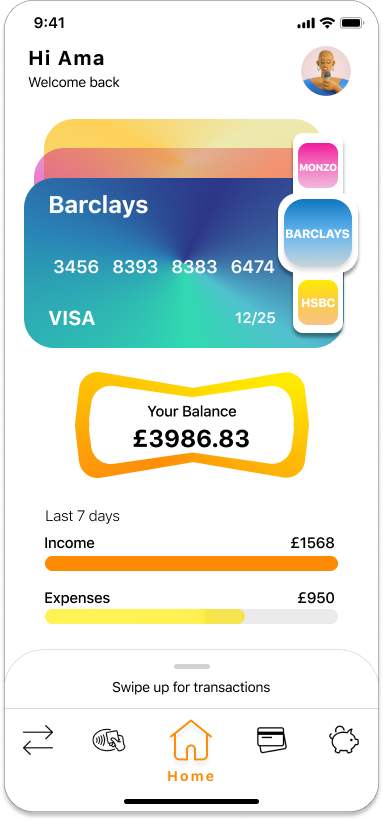 9:41
Hi Ama
Welcome back
MONZO
Barclays
BARCLAYS
3456 8393 8383 6474
HSBC
VISA 12/25
Your Balance
£3986.83
Last 7 days
Income £1568
Expenses £950
Swipe up for transactions
Home